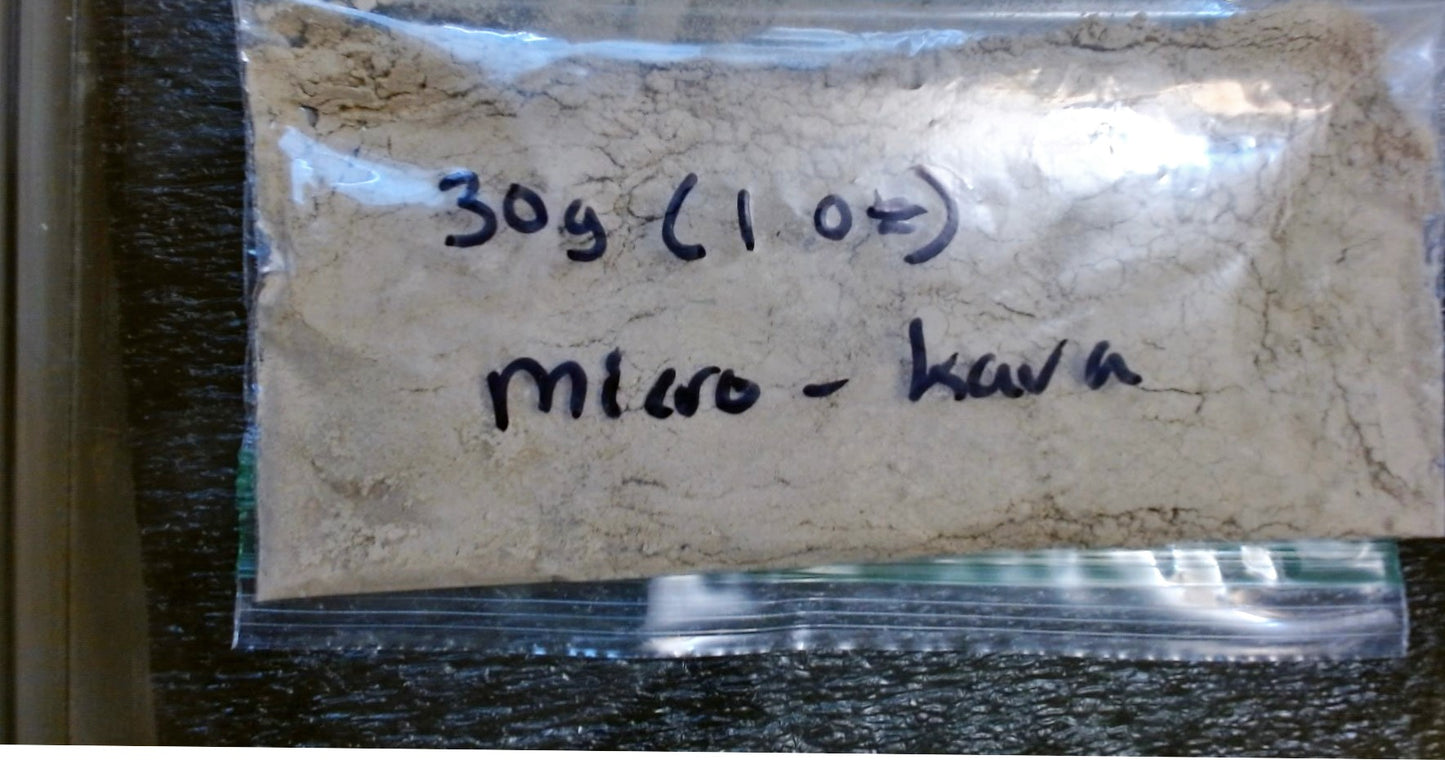 30g (1 oz)
micro - kava